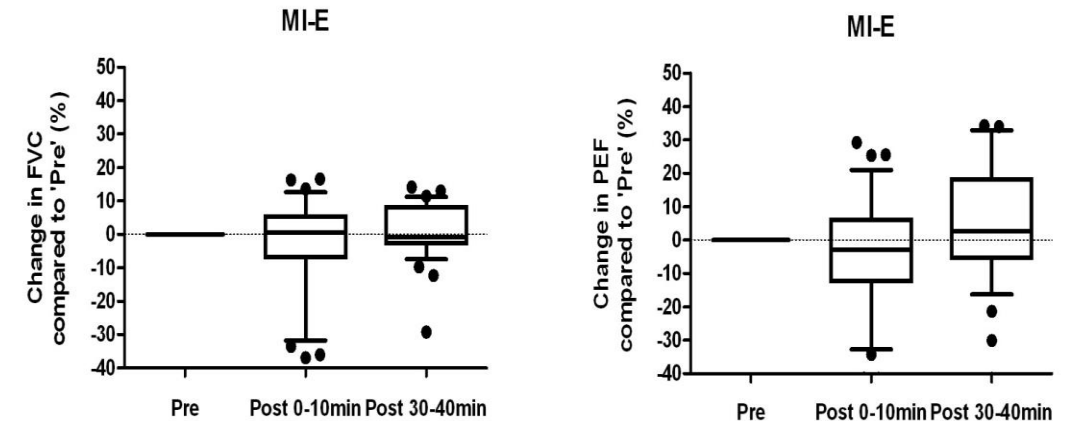 MI-E
Change in FVC
compared to 'Pre' (%)
50
40
30
20
10
0
-10
-20
-30
-40
Pre
Post 0-10min
Post 30-40min
MI-E
Change in PEF
compared to 'Pre' (%)
50
40
30
20
10
0
-10
-20
-30
-40
Pre
Post 0-10min
Post 30-40min